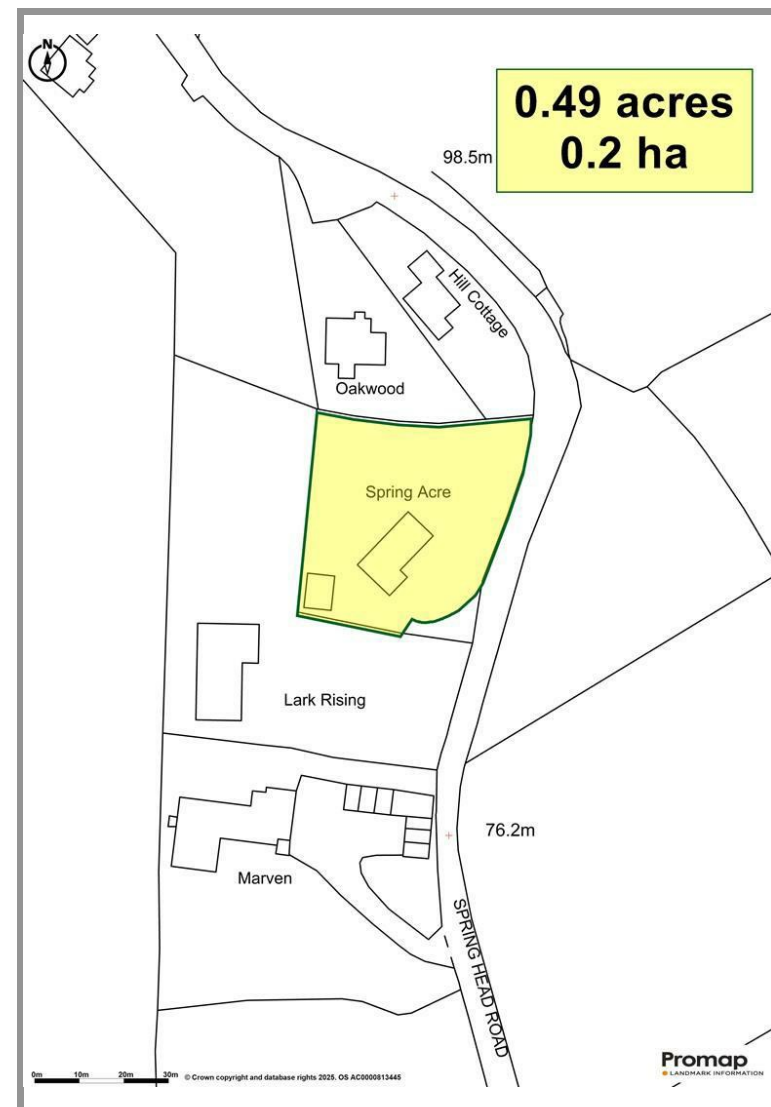 N
0.49 acres
0.2 ha
98.5m
Hill Cottage
Oakwood
Spring Acre
Lark Rising
76.2m
Marven
SPRING HEAD ROAD
0m 10m 20m 30m © Crown copyright and database rights 2025. OS AC0000813445
Promap
LANDMARK INFORMATION